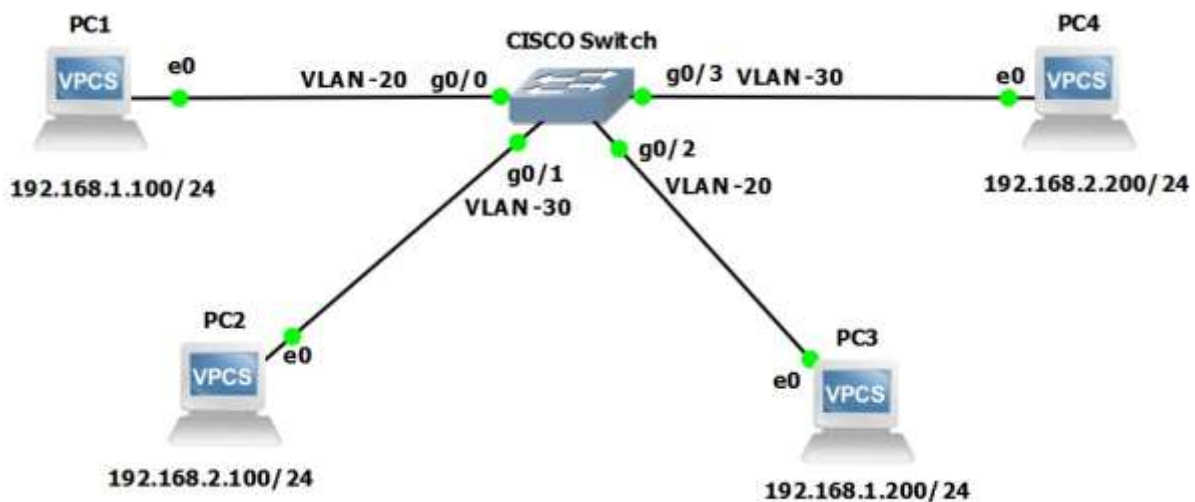 PC1
VPCS
e0
VLAN-20
g0/0
192.168.1.100/24
CISCO Switch
g0/3
VLAN-30
e0
PC4
VPCS
192.168.2.200/24
g0/1
VLAN-30
g0/2
VLAN-20
PC2
VPCS
e0
192.168.2.100/24
PC3
e0
VPCS
192.168.1.200/24